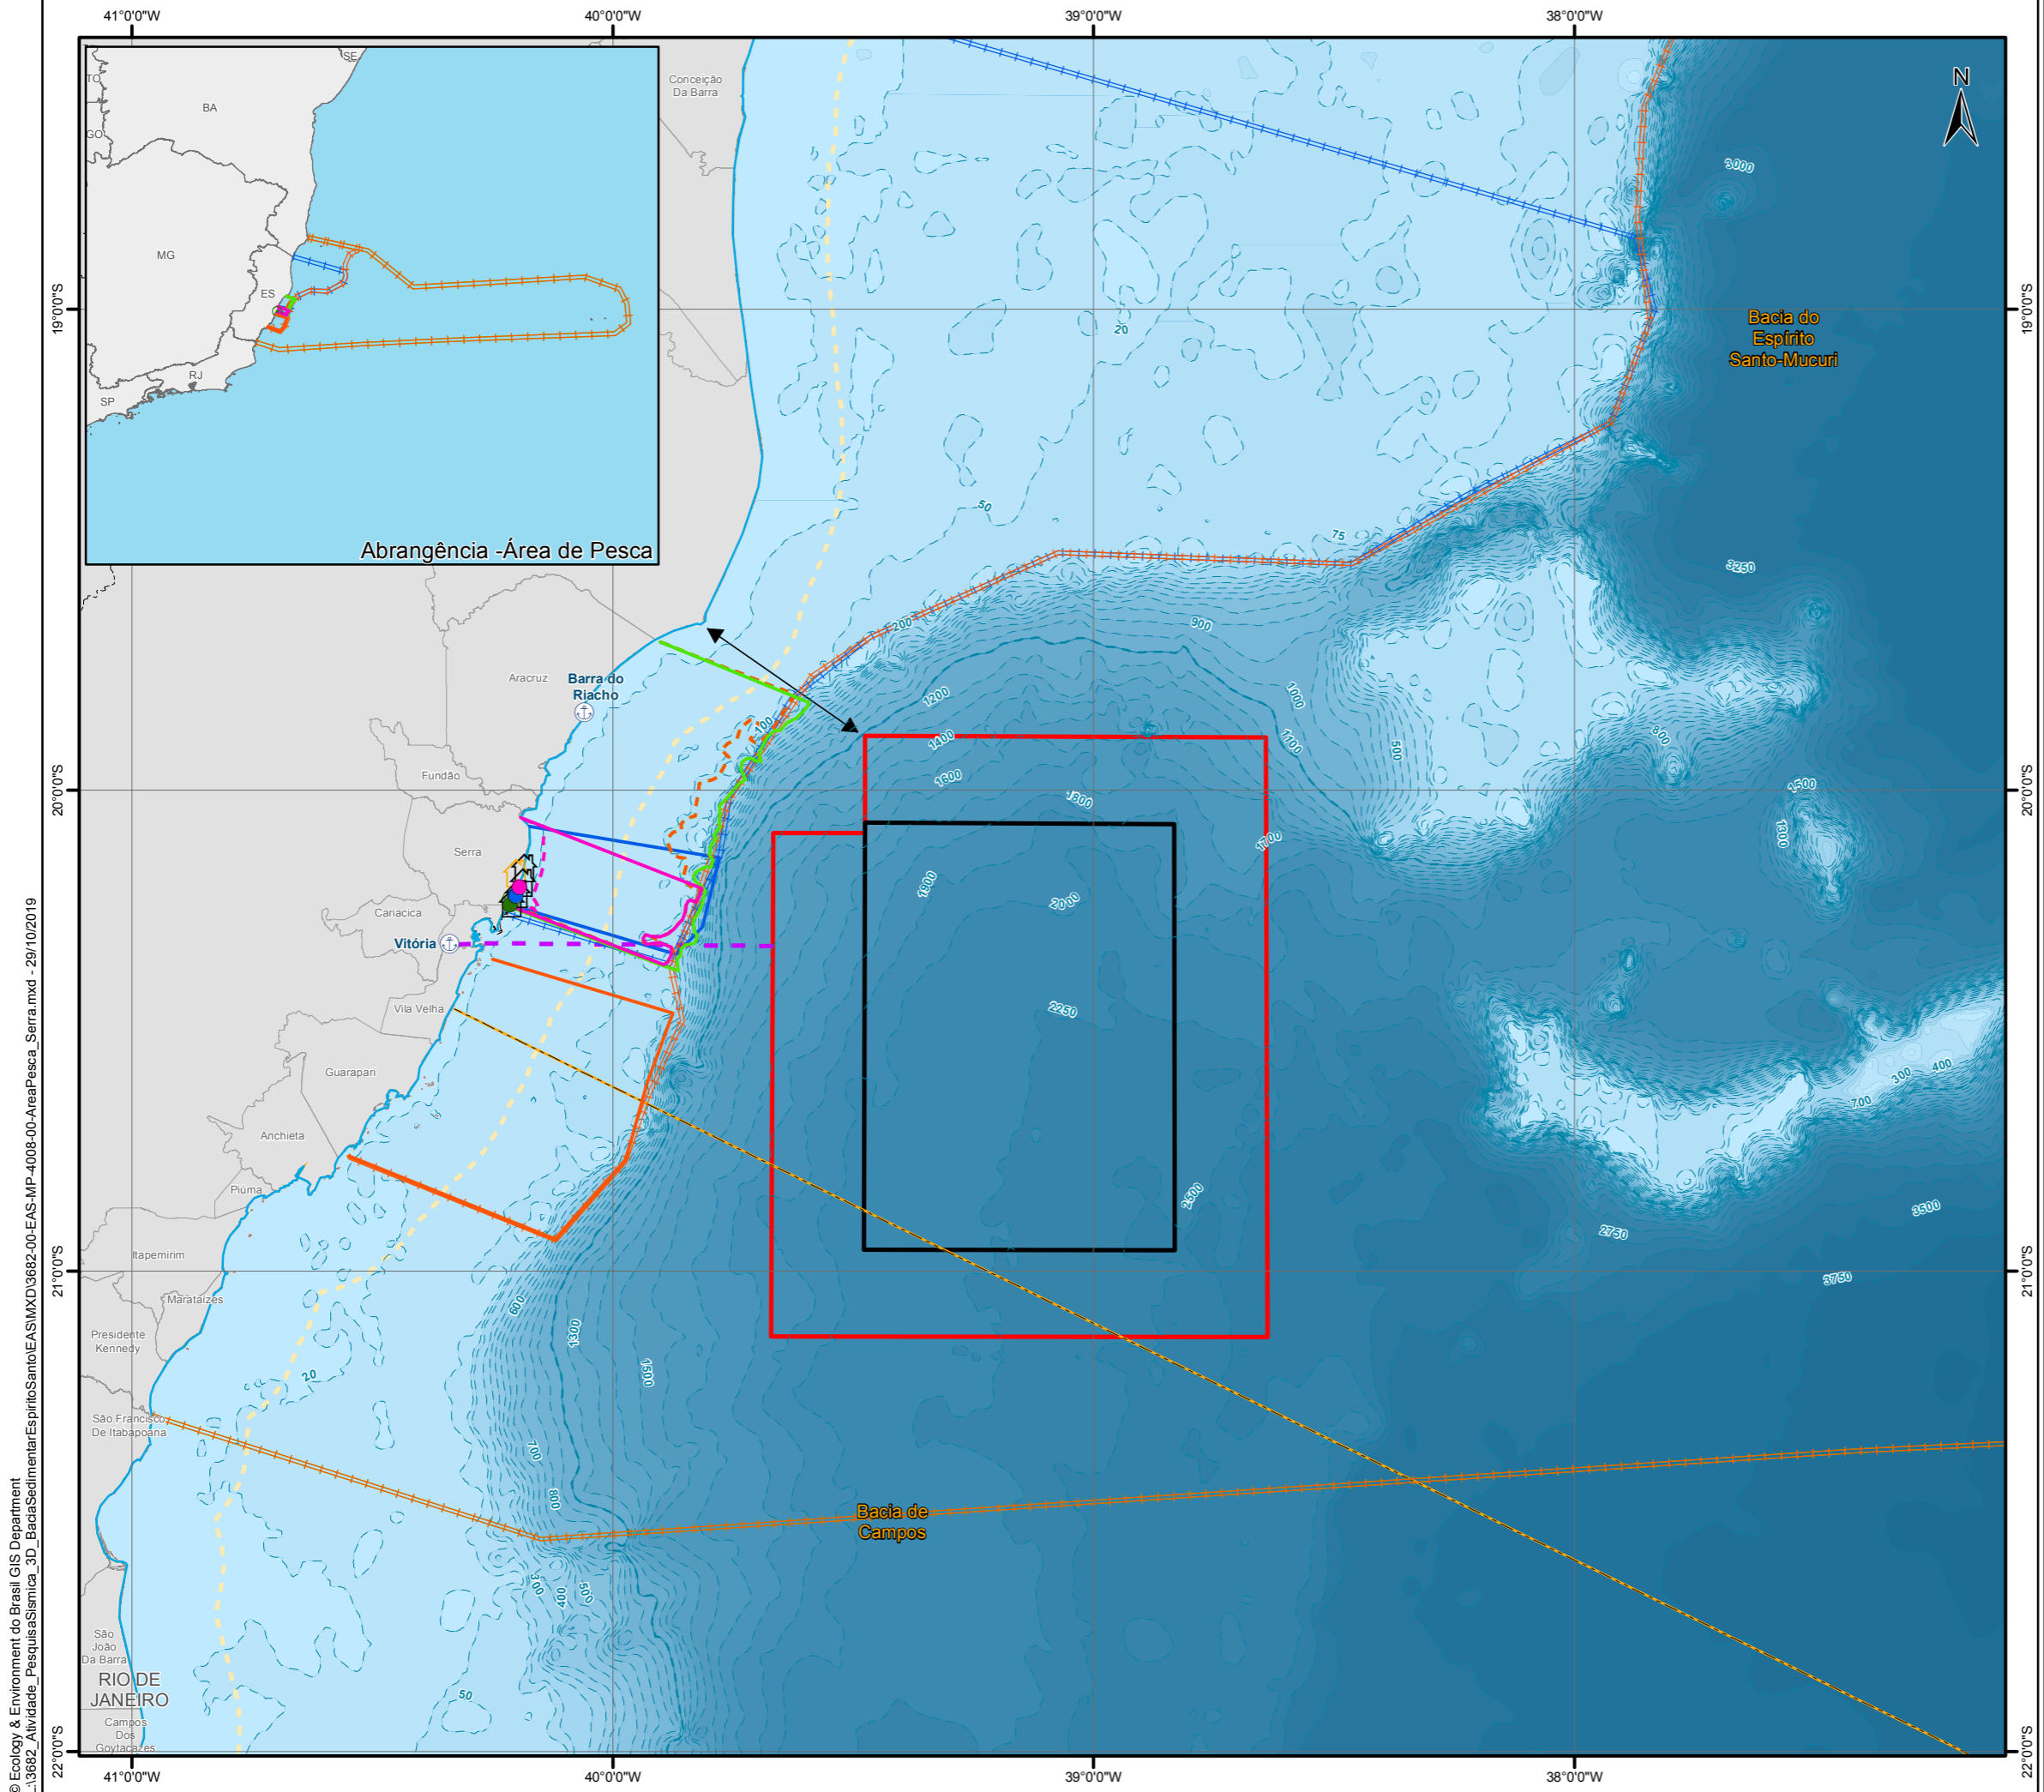 41°0'0"W
40°0'0"W
39°0'0"W
38°0'0"W
SE
TO
BA
GO
MG
ES
RJ
SP
Abrangência -Área de Pesca
N
Conceição
Da Barra
3000
19°0'0"S
19°0'0"S
20
Bacia do
Espírito
Santo-Mucuri
50
75
3250
200
900
Aracruz
Barra do
Riacho
1200
1000
100
1400
1100
500
800
1600
1500
Fundão
20°0'0"S
20°0'0"S
1800
1300
1700
Serra
1900
2000
Cariacica
Vitória
Vila Velha
2250
300
400
700
Guarapari
Anchieta
Piúma
2500
3500
2750
Itapemirim
21°0'0"S
21°0'0"S
3750
Marataízes
600
1300
Presidente
Kennedy
1500
20
São Francisco
De Itabapoana
700
800
Bacia de
Campos
300
400
500
São
João
Da Barra
RIO DE
JANEIRO
50
Campos
Dos
Goytacazes
22°0'0"S
22°0'0"S
41°0'0"W
40°0'0"W
39°0'0"W
38°0'0"W
© Ecology & Environment do Brasil GIS Department
L:\3682_Atividade_PesquisaSismica_3D_BaciaSedimentarEspiritoSanto\EAS\MXD\3682-00-EAS-MP-4008-00-AreaPesca_Serra.mxd - 29/10/2019